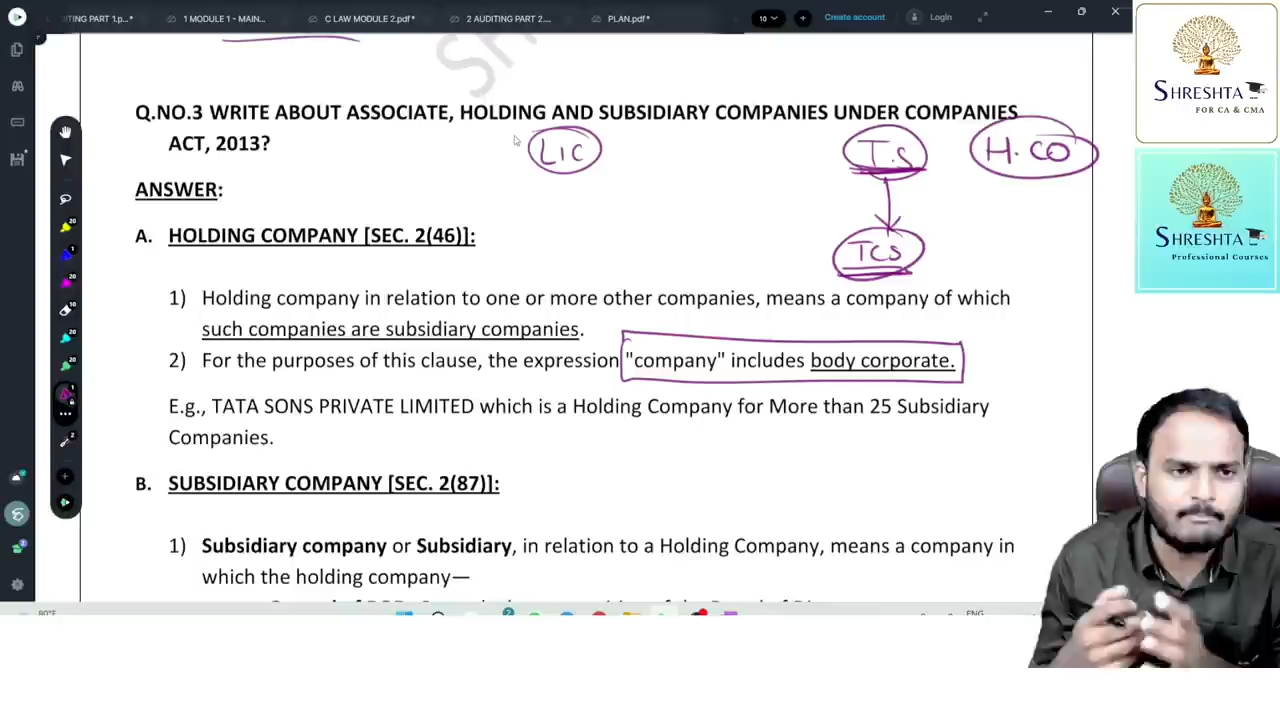 ITING PART 1.p...*
1 MODULE 1 - MAIN...
C LAW MODULE 2.pdf*
2 AUDITING PART 2....
PLAN.pdf*
10
Create account
Login
SH
SHRESHTA
FOR CA & CMA
SHRESHTA
Professional Courses
Q.NO.3 WRITE ABOUT ASSOCIATE, HOLDING AND SUBSIDIARY COMPANIES UNDER COMPANIES
ACT, 2013?
LIC
T.S
H.CO
TCS
ANSWER:
A. HOLDING COMPANY [SEC. 2(46)]:
1) Holding company in relation to one or more other companies, means a company of which
such companies are subsidiary companies.
2) For the purposes of this clause, the expression "company" includes body corporate.
E.g., TATA SONS PRIVATE LIMITED which is a Holding Company for More than 25 Subsidiary
Companies.
B. SUBSIDIARY COMPANY [SEC. 2(87)]:
1) Subsidiary company or Subsidiary, in relation to a Holding Company, means a company in
which the holding company—
80°F
ENG